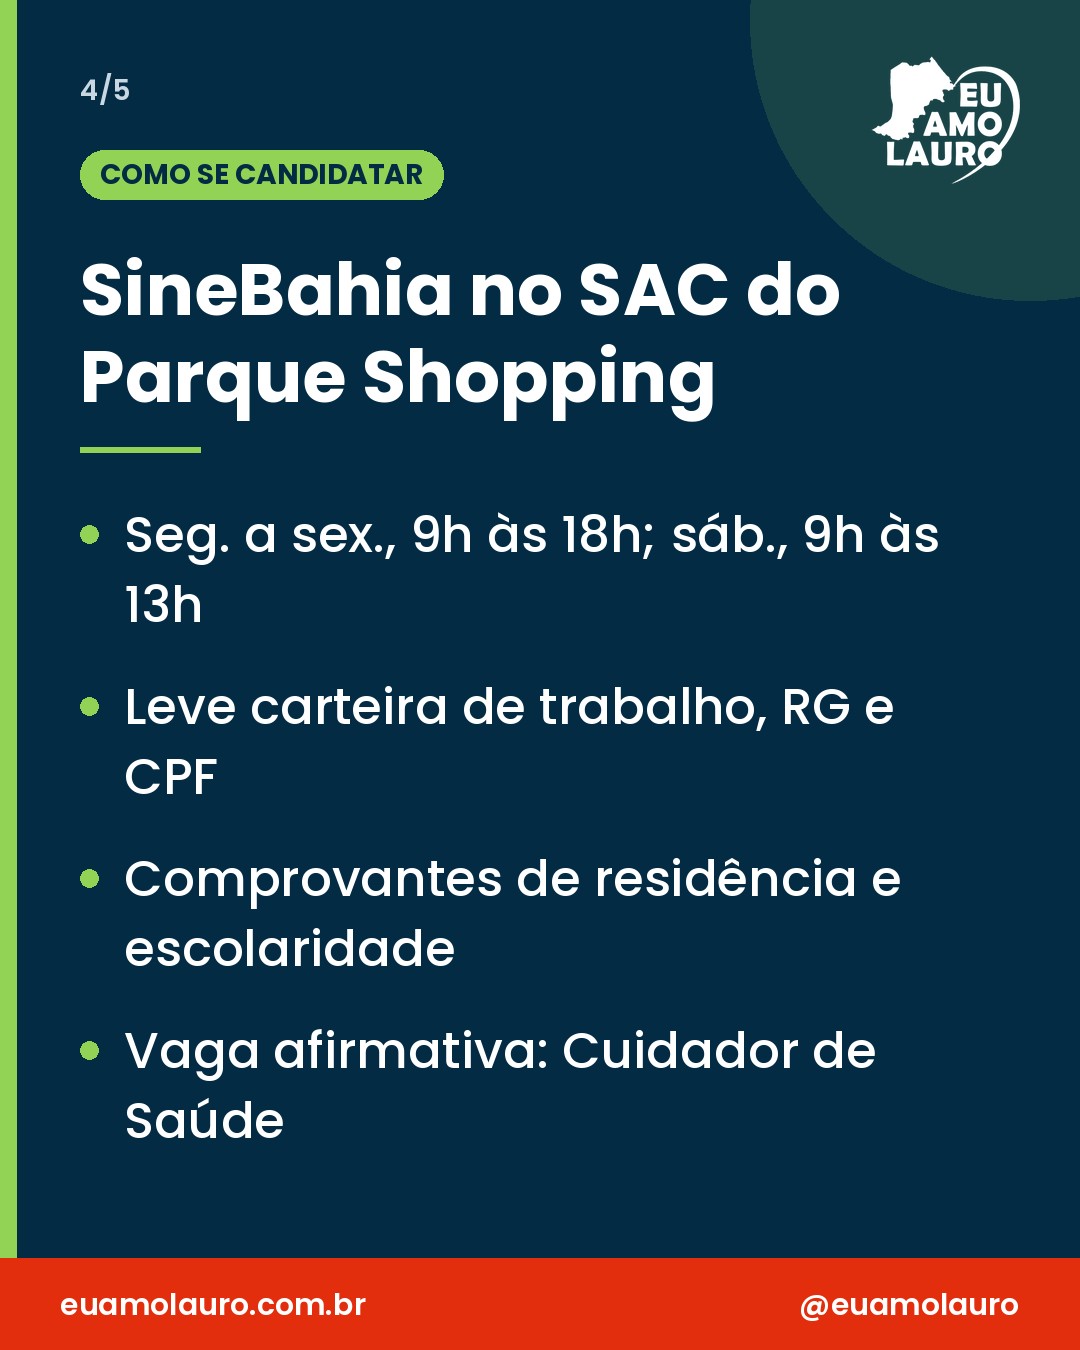 4/5
EU
AMO
LAURO
COMO SE CANDIDATAR
SineBahia no SAC do
Parque Shopping
Seg. a sex., 9h às 18h; sáb., 9h às
13h
Leve carteira de trabalho, RG e
CPF
Comprovantes de residência e
escolaridade
Vaga afirmativa: Cuidador de
Saúde
euamolauro.com.br
@euamolauro